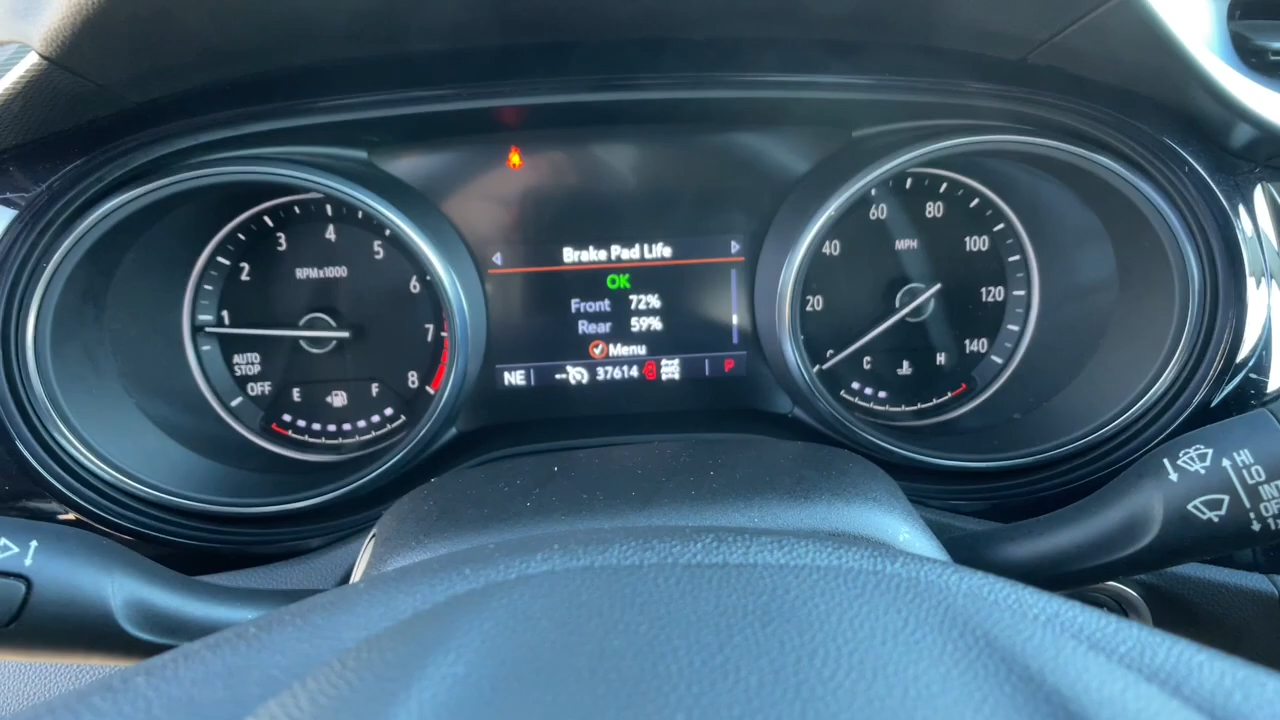 Brake Pad Life
OK
Front 72%
Rear 59%
Menu
NE 37614 AWD P
1 2 3 4 5 6 7 8
RPMx1000
AUTO
STOP
OFF
E F
20 40 60 80 100 120 140
MPH
C H
HI
LO
INT